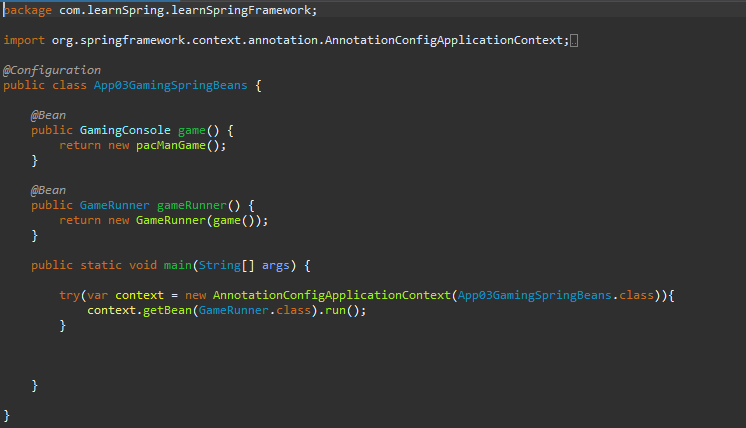 package com.learnSpring.learnSpringFramework;
import org.springframework.context.annotation.AnnotationConfigApplicationContext;
@Configuration
public class App03GamingSpringBeans {
@Bean
public GamingConsole game() {
return new pacManGame();
}
@Bean
public GameRunner gameRunner() {
return new GameRunner(game());
}
public static void main(String[] args) {
try(var context = new AnnotationConfigApplicationContext(App03GamingSpringBeans.class)){
context.getBean(GameRunner.class).run();
}
}
}